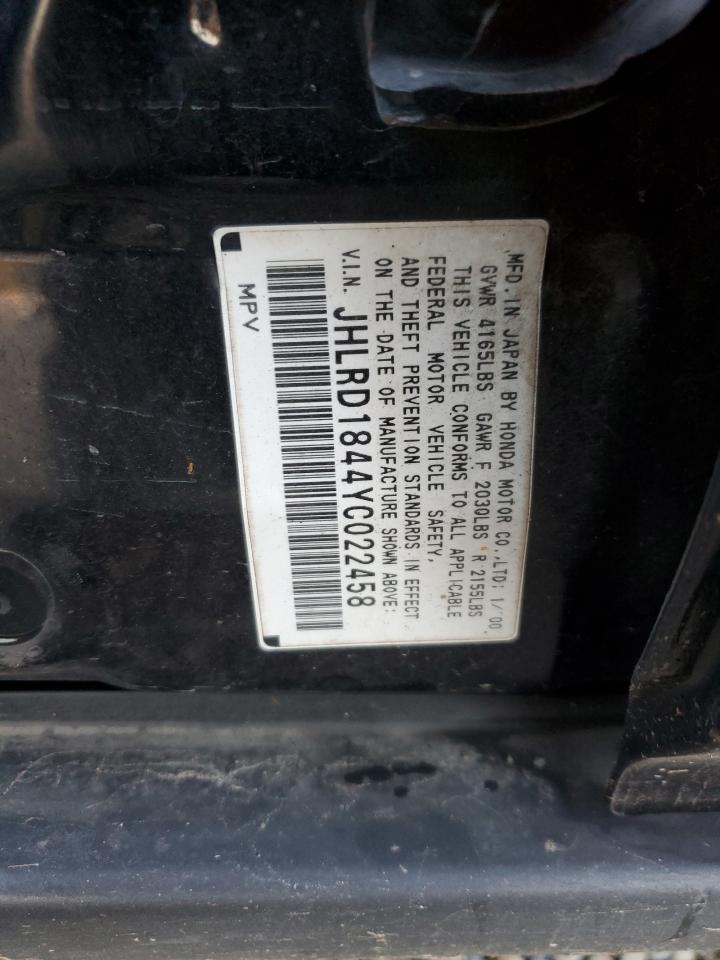 MFD. IN JAPAN BY HONDA MOTOR CO.,LTD; 1/'00
GVWR 4165LBS GAWR F 2030LBS R 2155LBS
THIS VEHICLE CONFORMS TO ALL APPLICABLE
FEDERAL MOTOR VEHICLE SAFETY,
AND THEFT PREVENTION STANDARDS IN EFFECT
ON THE DATE OF MANUFACTURE SHOWN ABOVE:
V.I.N. JHLRD1844YC022458
MPV